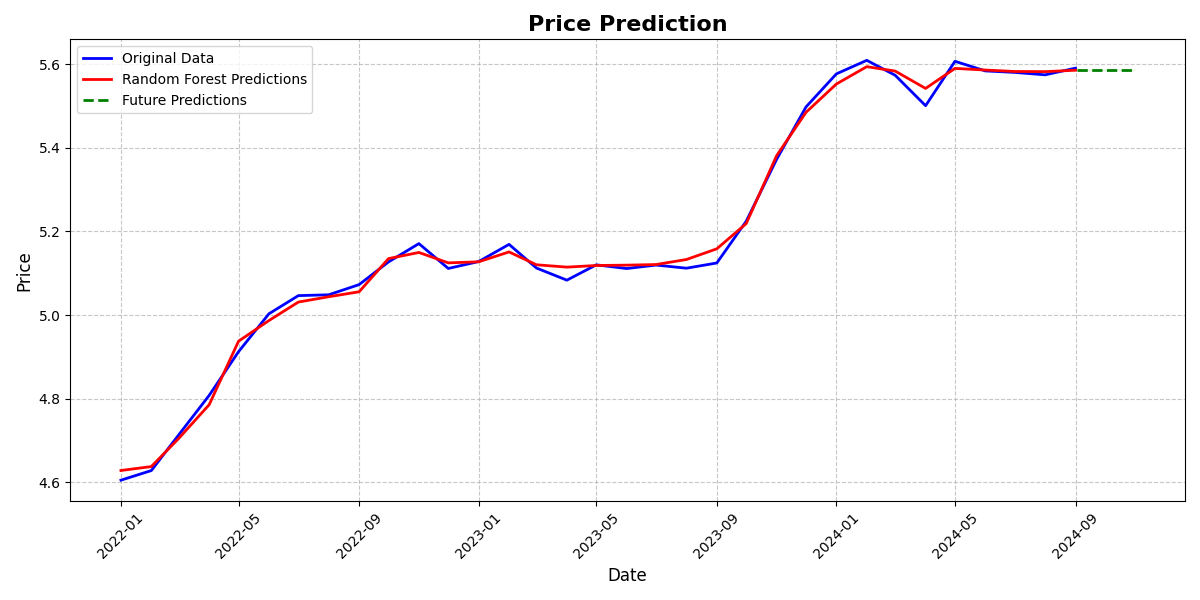 Price Prediction
Original Data
Random Forest Predictions
Future Predictions
Price
5.6
5.4
5.2
5.0
4.8
4.6
2022-01
2022-05
2022-09
2023-01
2023-05
2023-09
2024-01
2024-05
2024-09
Date